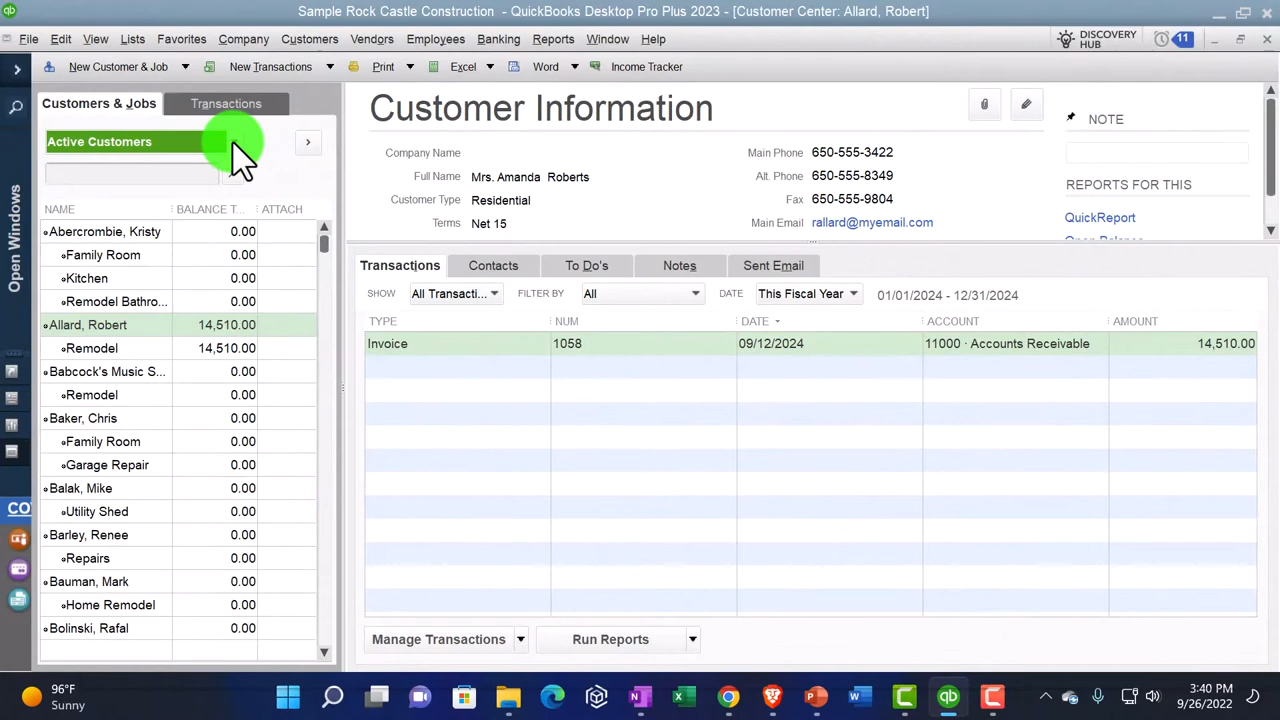 Sample Rock Castle Construction - QuickBooks Desktop Pro Plus 2023 - [Customer Center: Allard, Robert]
File Edit View Lists Favorites Company Customers Vendors Employees Banking Reports Window Help
DISCOVERY HUB 11
New Customer & Job New Transactions Print Excel Word Income Tracker
Customers & Jobs Transactions
Active Customers
NAME BALANCE T... ATTACH
Abercrombie, Kristy 0.00
Family Room 0.00
Kitchen 0.00
Remodel Bathro... 0.00
Allard, Robert 14,510.00
Remodel 14,510.00
Babcock's Music S... 0.00
Remodel 0.00
Baker, Chris 0.00
Family Room 0.00
Garage Repair 0.00
Balak, Mike 0.00
Utility Shed 0.00
Barley, Renee 0.00
Repairs 0.00
Bauman, Mark 0.00
Home Remodel 0.00
Bolinski, Rafal 0.00
Open Windows
CO
Customer Information
Company Name
Full Name Mrs. Amanda Roberts
Customer Type Residential
Terms Net 15
Main Phone 650-555-3422
Alt. Phone 650-555-8349
Fax 650-555-9804
Main Email rallard@myemail.com
NOTE
REPORTS FOR THIS
QuickReport
Open Balance
Transactions Contacts To Do's Notes Sent Email
SHOW All Transacti... FILTER BY All DATE This Fiscal Year 01/01/2024 - 12/31/2024
TYPE NUM DATE ACCOUNT AMOUNT
Invoice 1058 09/12/2024 11000 · Accounts Receivable 14,510.00
Manage Transactions Run Reports
96°F
Sunny
3:40 PM
9/26/2022